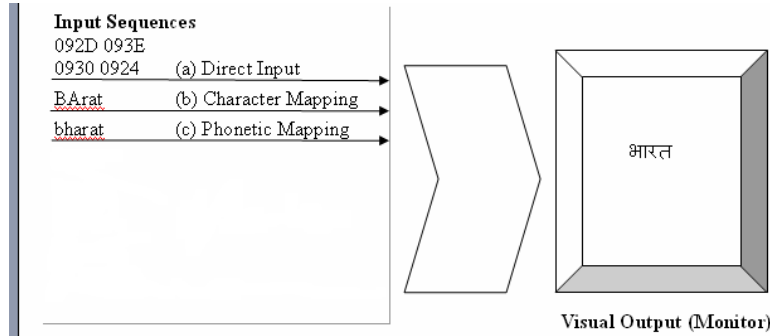 Input Sequences
092D 093E
0930 0924 (a) Direct Input
BArat (b) Character Mapping
bharat (c) Phonetic Mapping
भारत
Visual Output (Monitor)